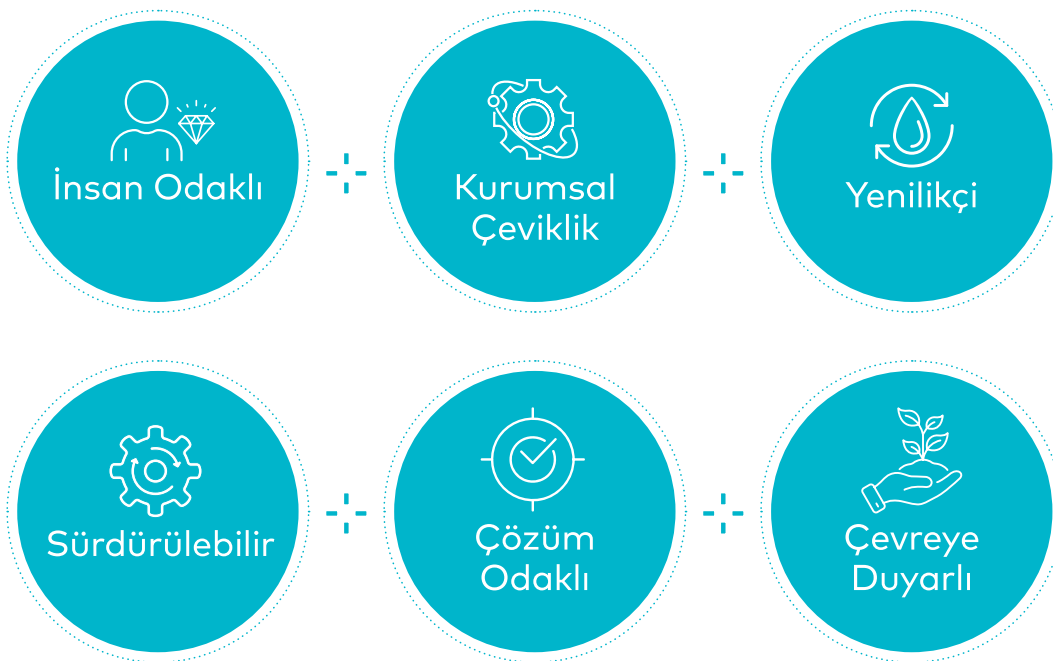 İnsan Odaklı
Kurumsal
Çeviklik
Yenilikçi
Sürdürülebilir
Çözüm
Odaklı
Çevreye
Duyarlı